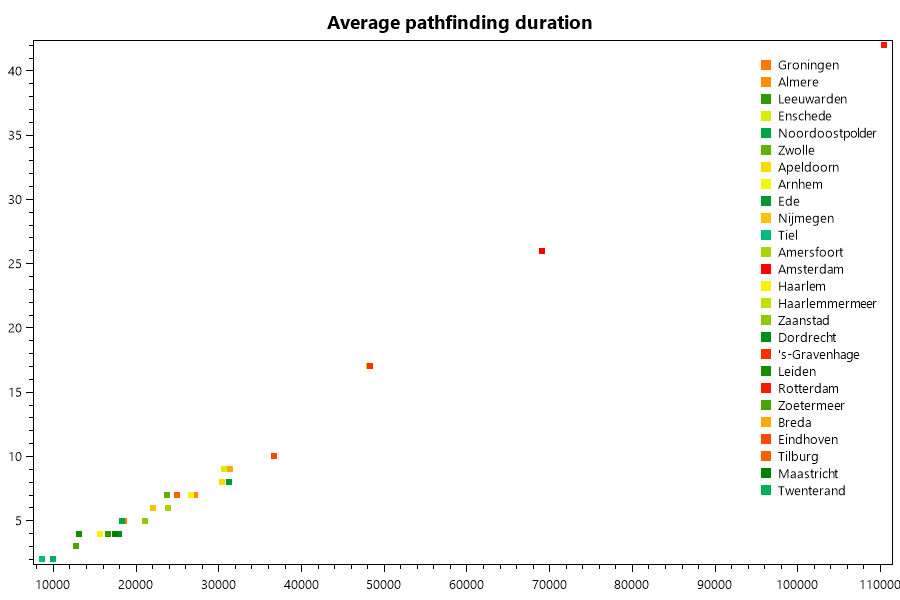 Average pathfinding duration
40
35
30
25
20
15
10
5
Groningen
Almere
Leeuwarden
Enschede
Noordoostpolder
Zwolle
Apeldoorn
Arnhem
Ede
Nijmegen
Tiel
Amersfoort
Amsterdam
Haarlem
Haarlemmermeer
Zaanstad
Dordrecht
's-Gravenhage
Leiden
Rotterdam
Zoetermeer
Breda
Eindhoven
Tilburg
Maastricht
Twenterand
10000 20000 30000 40000 50000 60000 70000 80000 90000 100000 110000